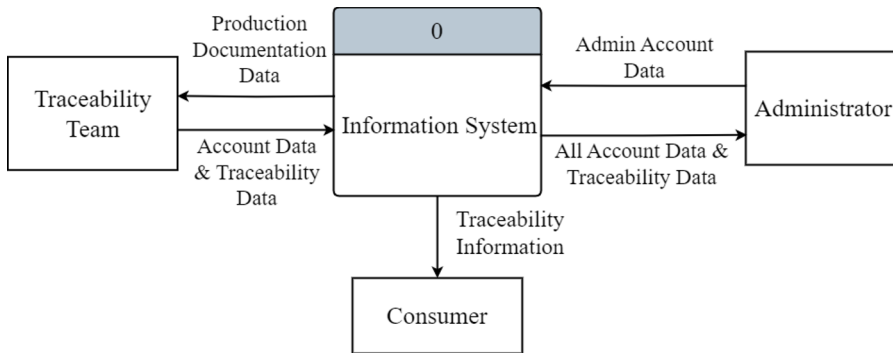 Production
Documentation
Data
0
Admin Account
Data
Traceability
Team
Information System
Administrator
Account Data
& Traceability
Data
All Account Data &
Traceability Data
Traceability
Information
Consumer